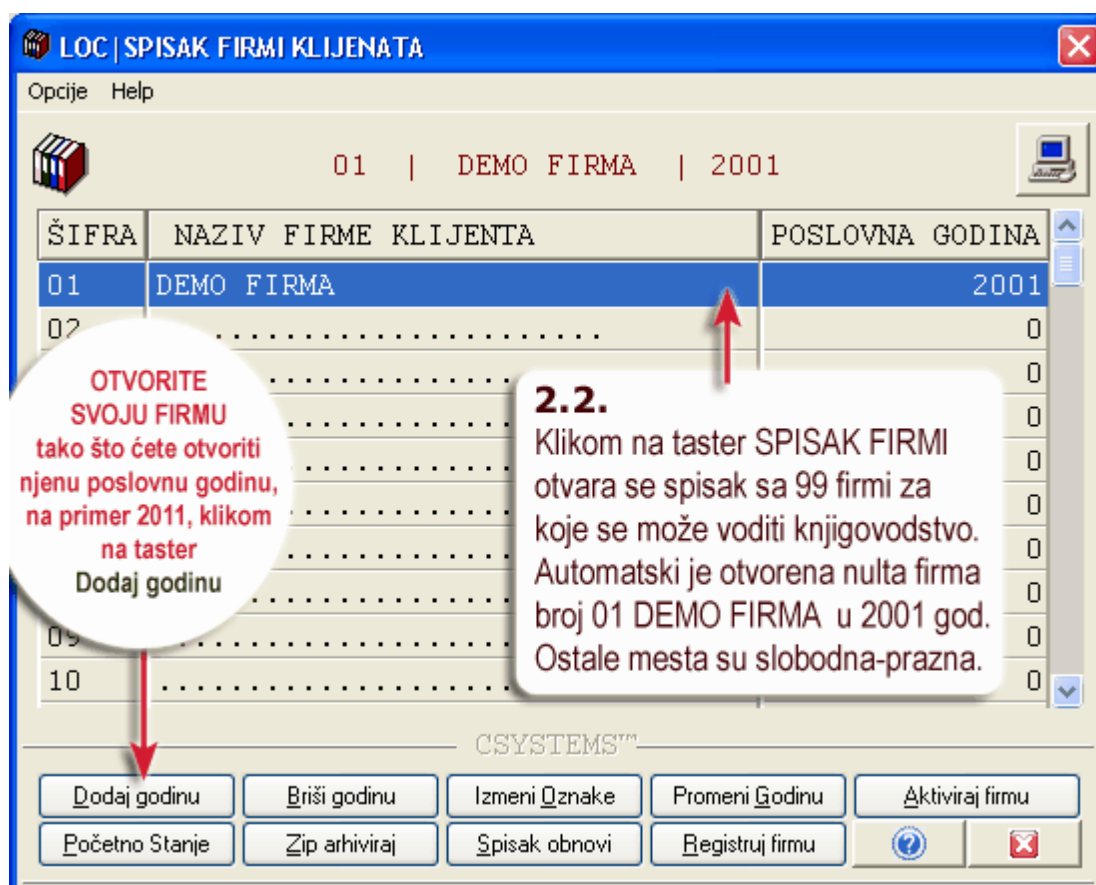 LOC | SPISAK FIRMI KLIJENATA
Opcije Help
01 | DEMO FIRMA | 2001
ŠIFRA NAZIV FIRME KLIJENTA POSLOVNA GODINA
01 DEMO FIRMA 2001
02 . . . . . . . . . . . . . . . . . . . . . . 0
. . . . . . . . . . . . . . . . 0
. . . . . . . . . . . . . . . . 0
. . . . . . . . . . . . . . . . 0
. . . . . . . . . . . . . . . . 0
. . . . . . . . . . . . . . . . 0
. . . . . . . . . . . . . . . . 0
09 . . . . . . . . . . . . . . . . 0
10 . . . . . . . . . . . . . . . . 0
OTVORITE
SVOJU FIRMU
tako što ćete otvoriti
njenu poslovnu godinu,
na primer 2011, klikom
na taster
Dodaj godinu
2.2.
Klikom na taster SPISAK FIRMI
otvara se spisak sa 99 firmi za
koje se može voditi knjigovodstvo.
Automatski je otvorena nulta firma
broj 01 DEMO FIRMA u 2001 god.
Ostale mesta su slobodna-prazna.
CSYSTEMS™
Dodaj godinu Briši godinu Izmeni Oznake Promeni Godinu Aktiviraj firmu
Početno Stanje Zip arhiviraj Spisak obnovi Registruj firmu